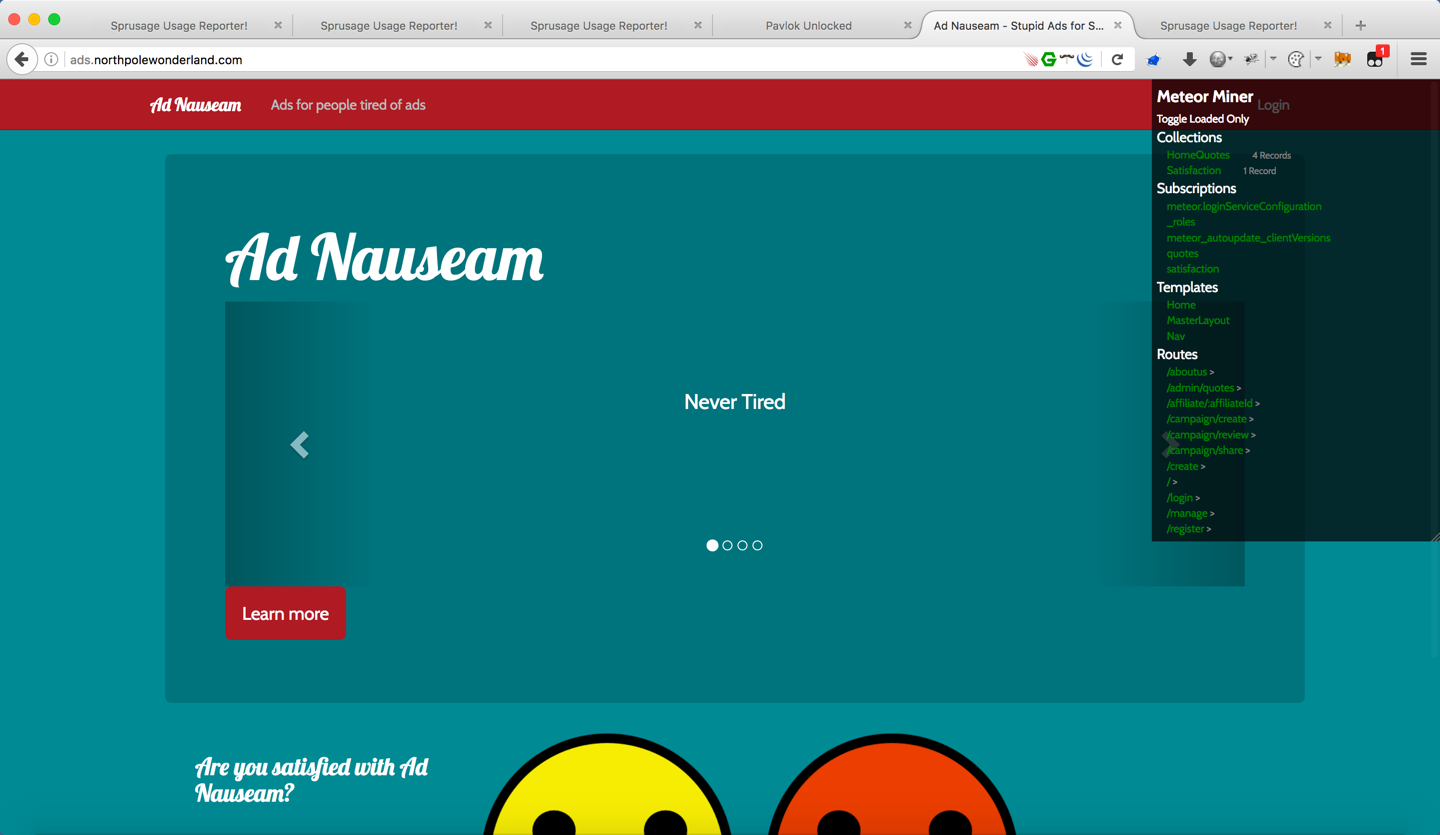 Sprusage Usage Reporter!
Sprusage Usage Reporter!
Sprusage Usage Reporter!
Pavlok Unlocked
Ad Nauseam - Stupid Ads for S...
Sprusage Usage Reporter!
ads.northpolewonderland.com
1
Ad Nauseam
Ads for people tired of ads
Login
Meteor Miner
Toggle Loaded Only
Collections
HomeQuotes 4 Records
Satisfaction 1 Record
Subscriptions
meteor.loginServiceConfiguration
_roles
meteor_autoupdate_clientVersions
quotes
satisfaction
Templates
Home
MasterLayout
Nav
Routes
/aboutus >
/admin/quotes >
/affiliate/:affiliateId >
/campaign/create >
/campaign/review >
/campaign/share >
/create >
/ >
/login >
/manage >
/register >
Ad Nauseam
Never Tired
Learn more
Are you satisfied with Ad
Nauseam?